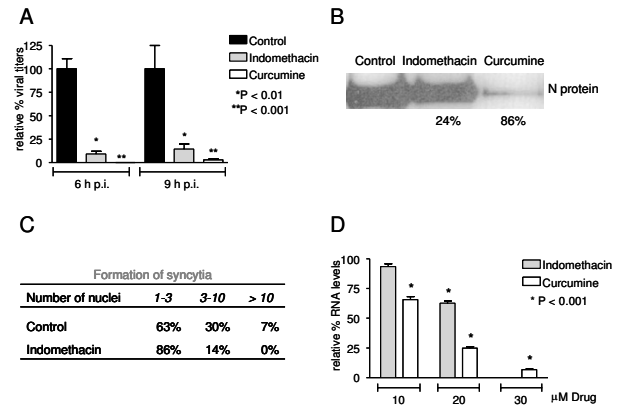 A
relative % viral titers
125
100
75
50
25
0
*
**
*
**
6 h p.i.
9 h p.i.
Control
Indomethacin
Curcumine
*P < 0.01
**P < 0.001
B
Control Indomethacin Curcumine
N protein
24% 86%
C
Formation of syncytia
Number of nuclei 1-3 3-10 > 10
Control 63% 30% 7%
Indomethacin 86% 14% 0%
D
relative % RNA levels
100
75
50
25
0
*
*
*
*
10 20 30 µM Drug
Indomethacin
Curcumine
* P < 0.001